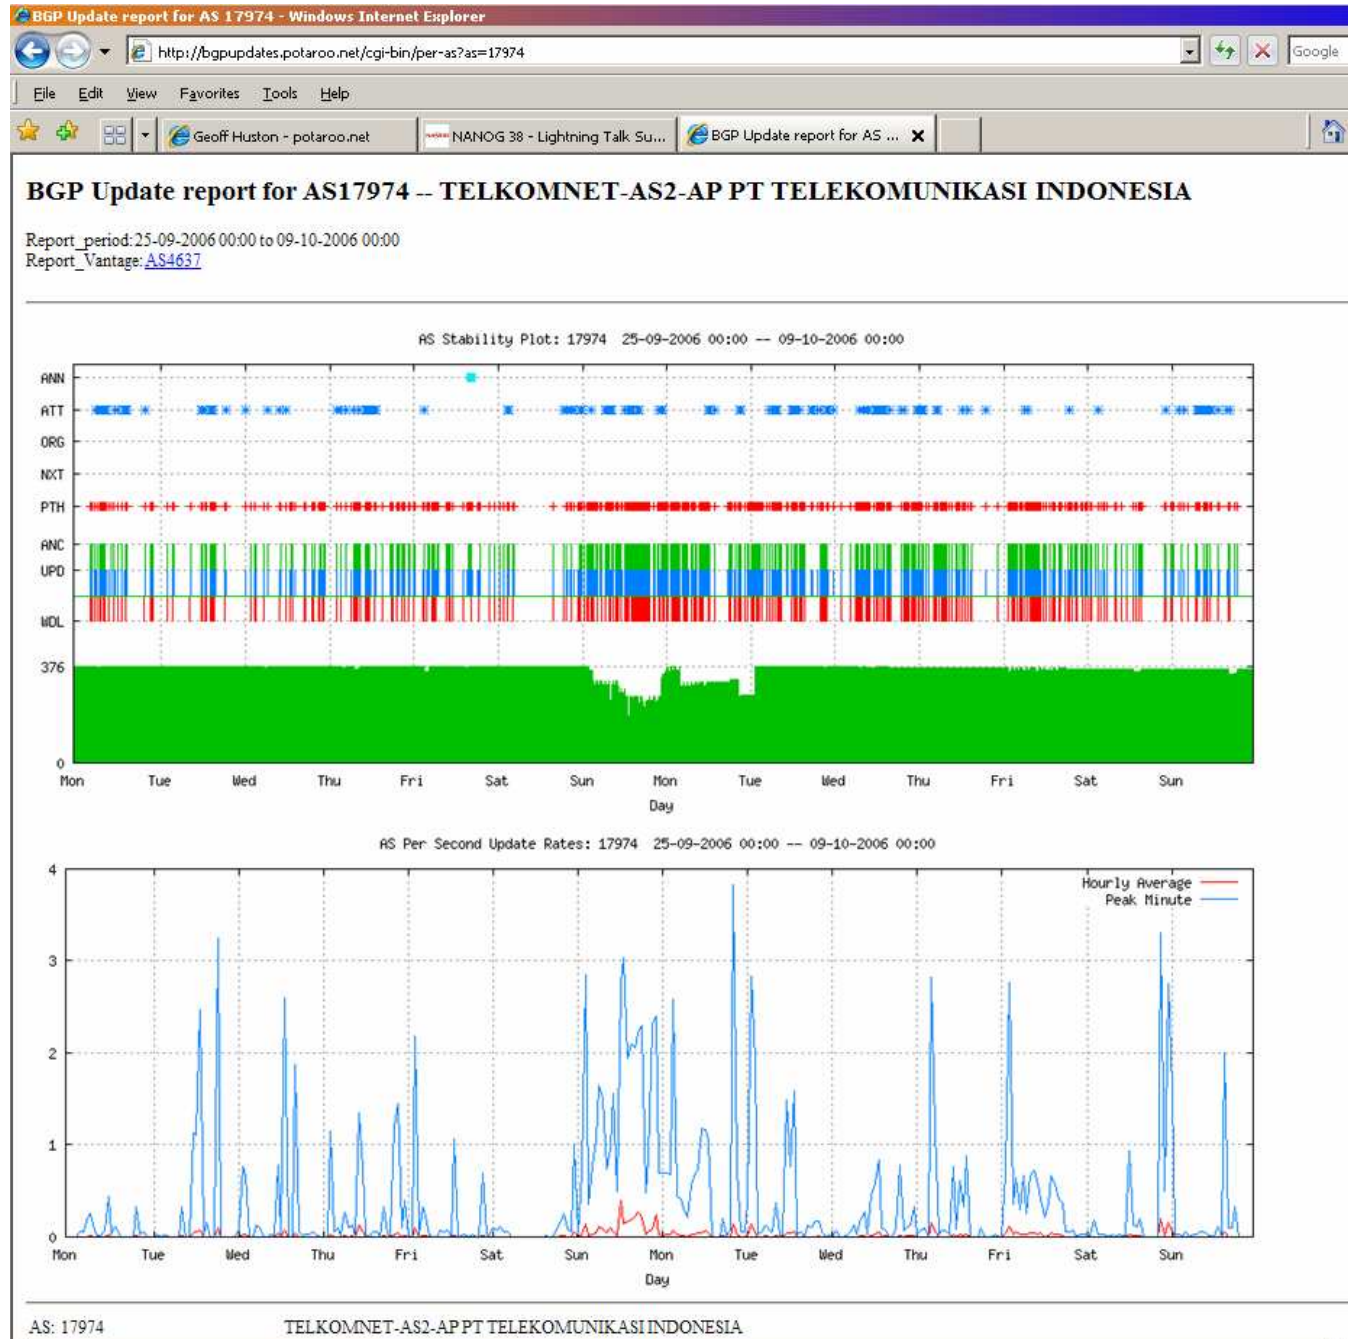 BGP Update report for AS 17974 - Windows Internet Explorer
http://bgpupdates.potaroo.net/cgi-bin/per-as?as=17974
Google
File Edit View Favorites Tools Help
Geoff Huston - potaroo.net
NANOG 38 - Lightning Talk Su...
BGP Update report for AS ...
BGP Update report for AS17974 -- TELKOMNET-AS2-AP PT TELEKOMUNIKASI INDONESIA
Report_period:25-09-2006 00:00 to 09-10-2006 00:00
Report_Vantage:AS4637
AS Stability Plot: 17974 25-09-2006 00:00 -- 09-10-2006 00:00
ANN
ATT
ORG
NXT
PTH
ANC
UPD
WDL
376
0
Mon Tue Wed Thu Fri Sat Sun Mon Tue Wed Thu Fri Sat Sun
Day
AS Per Second Update Rates: 17974 25-09-2006 00:00 -- 09-10-2006 00:00
4
Hourly Average
Peak Minute
3
2
1
0
Mon Tue Wed Thu Fri Sat Sun Mon Tue Wed Thu Fri Sat Sun
Day
AS: 17974 TELKOMNET-AS2-AP PT TELEKOMUNIKASI INDONESIA